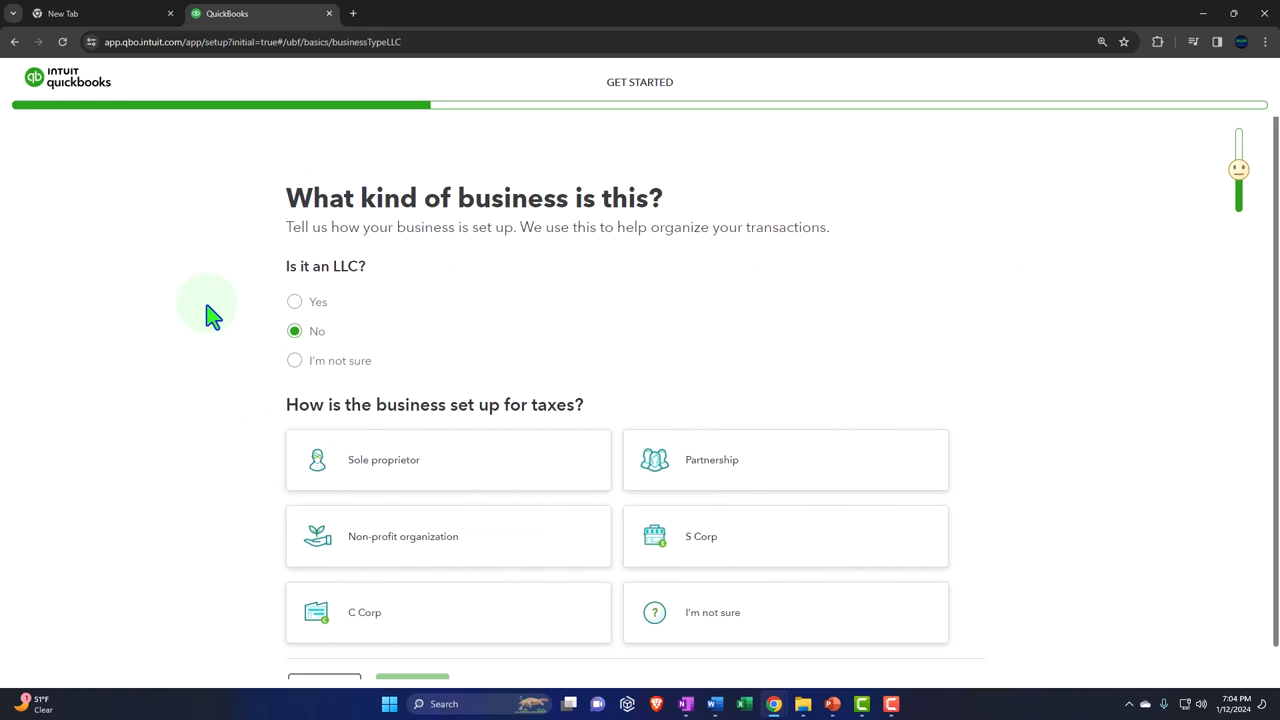 New Tab
QuickBooks
app.qbo.intuit.com/app/setup?initial=true#/ubf/basics/businessTypeLLC
qb INTUIT quickbooks
GET STARTED
What kind of business is this?
Tell us how your business is set up. We use this to help organize your transactions.
Is it an LLC?
Yes
No
I'm not sure
How is the business set up for taxes?
Sole proprietor
Partnership
Non-profit organization
S Corp
C Corp
I'm not sure
1
51°F
Clear
Search
7:04 PM
1/12/2024